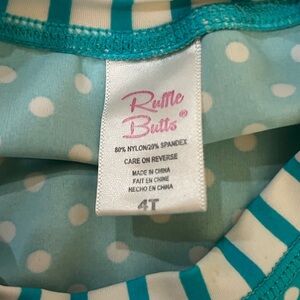 Ruffle
Butts®
80% NYLON/20% SPANDEX
CARE ON REVERSE
MADE IN CHINA
FAIT EN CHINE
HECHO EN CHINA
4T